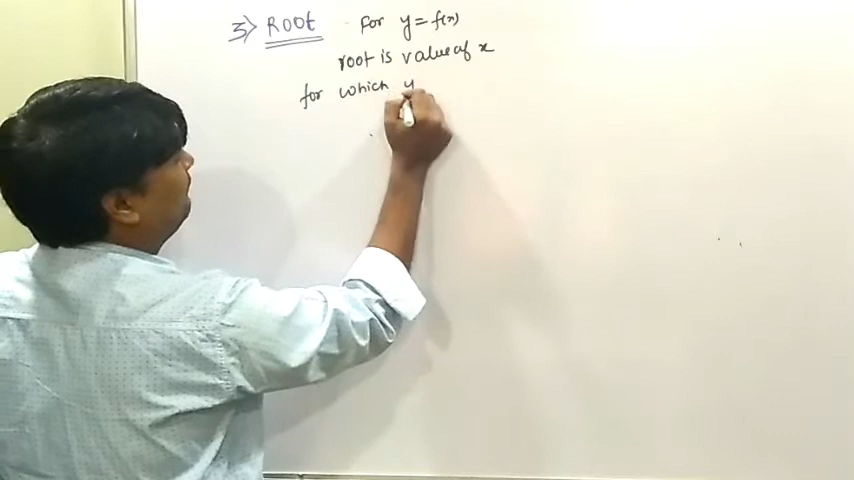 3> Root For y = f(x)
root is value of x
for which y